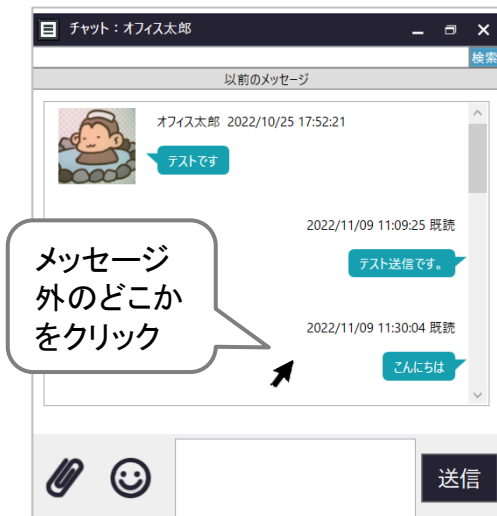 チャット：オフィス太郎
検索
以前のメッセージ
オフィス太郎 2022/10/25 17:52:21
テストです
2022/11/09 11:09:25 既読
テスト送信です。
メッセージ
外のどこか
をクリック
2022/11/09 11:30:04 既読
こんにちは
送信